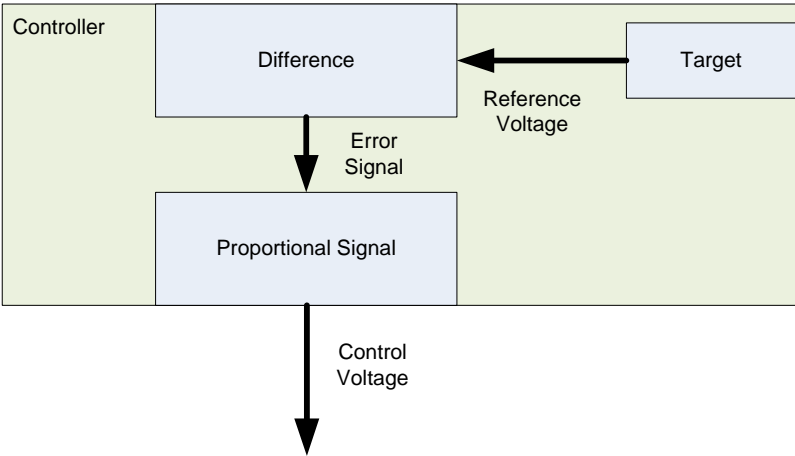 Controller
Difference
Target
Reference
Voltage
Error
Signal
Proportional Signal
Control
Voltage